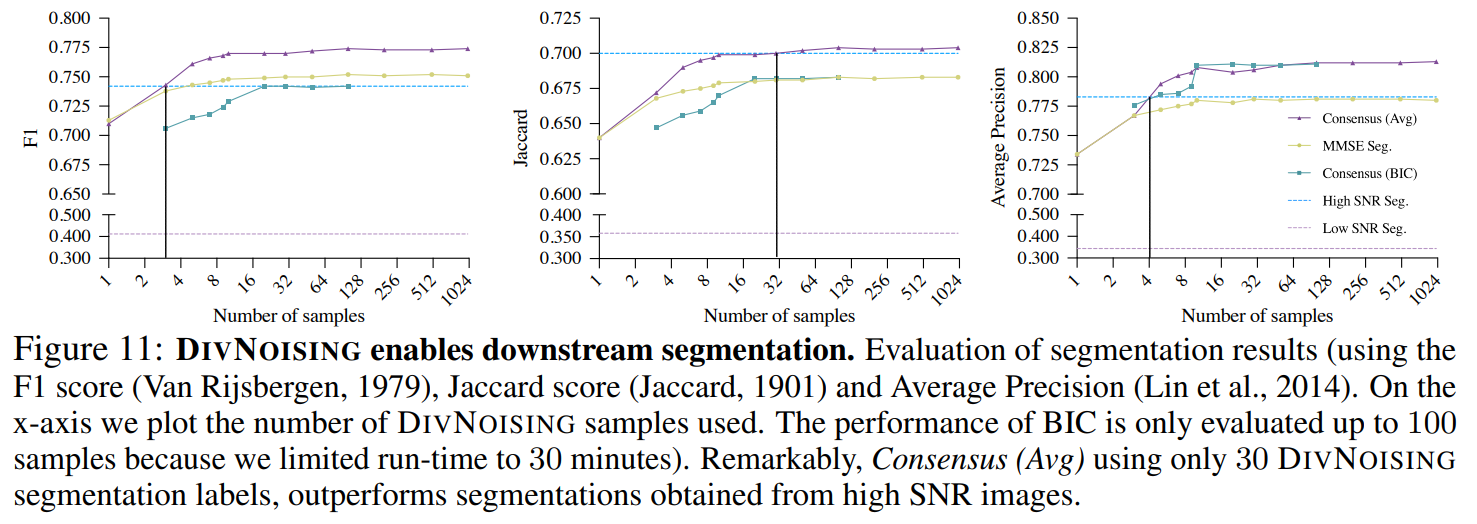 0.800
0.775
0.750
0.725
0.700
0.675
0.650
0.500
0.400
0.300
F1
1 2 4 8 16 32 64 128 256 512 1024
Number of samples
0.725
0.700
0.675
0.650
0.625
0.600
0.400
0.350
0.300
Jaccard
1 2 4 8 16 32 64 128 256 512 1024
Number of samples
0.850
0.825
0.800
0.775
0.750
0.725
0.700
0.500
0.400
0.300
Average Precision
1 2 4 8 16 32 64 128 256 512 1024
Number of samples
Consensus (Avg)
MMSE Seg.
Consensus (BIC)
High SNR Seg.
Low SNR Seg.
Figure 11: DIVNOISING enables downstream segmentation. Evaluation of segmentation results (using the
F1 score (Van Rijsbergen, 1979), Jaccard score (Jaccard, 1901) and Average Precision (Lin et al., 2014). On the
x-axis we plot the number of DIVNOISING samples used. The performance of BIC is only evaluated up to 100
samples because we limited run-time to 30 minutes). Remarkably, Consensus (Avg) using only 30 DIVNOISING
segmentation labels, outperforms segmentations obtained from high SNR images.